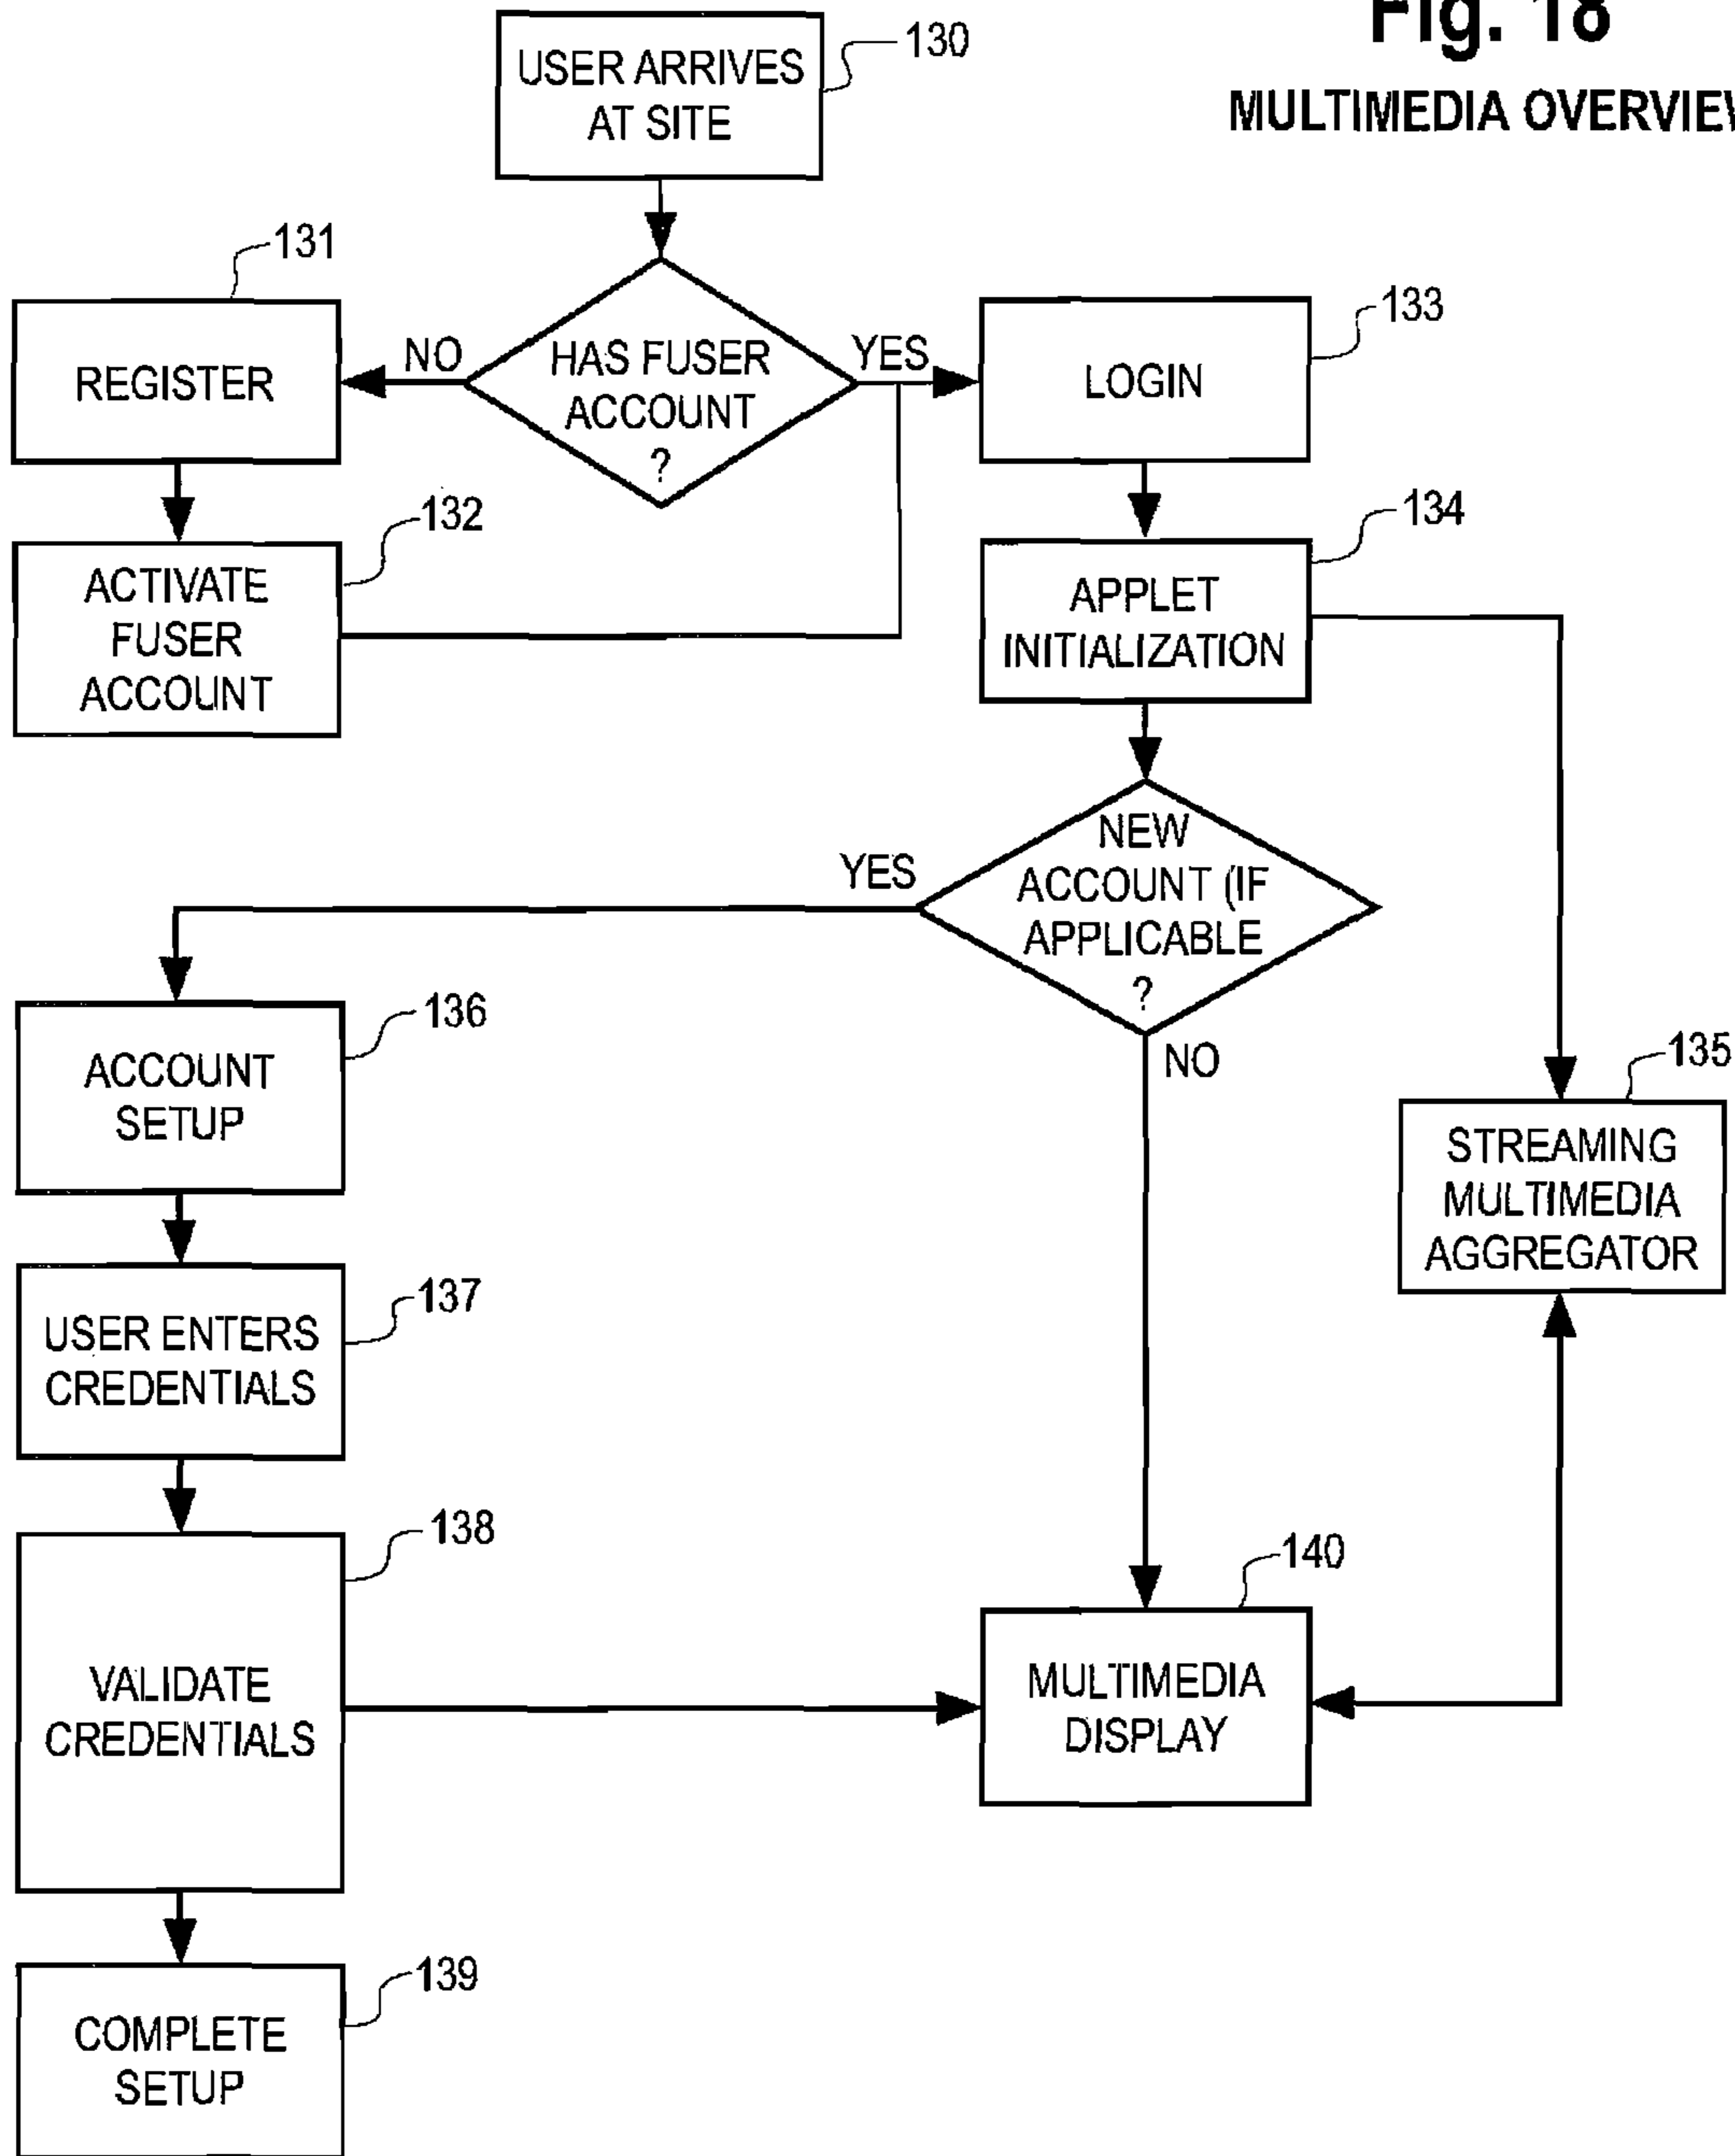 Fig. 18
MULTIMEDIA OVERVIEW
USER ARRIVES
AT SITE
130
131
REGISTER
NO
HAS FUSER
ACCOUNT
?
YES
LOGIN
133
132
ACTIVATE
FUSER
ACCOUNT
APPLET
INITIALIZATION
134
NEW
ACCOUNT (IF
APPLICABLE
?
YES
NO
136
ACCOUNT
SETUP
135
STREAMING
MULTIMEDIA
AGGREGATOR
137
USER ENTERS
CREDENTIALS
138
VALIDATE
CREDENTIALS
140
MULTIMEDIA
DISPLAY
139
COMPLETE
SETUP